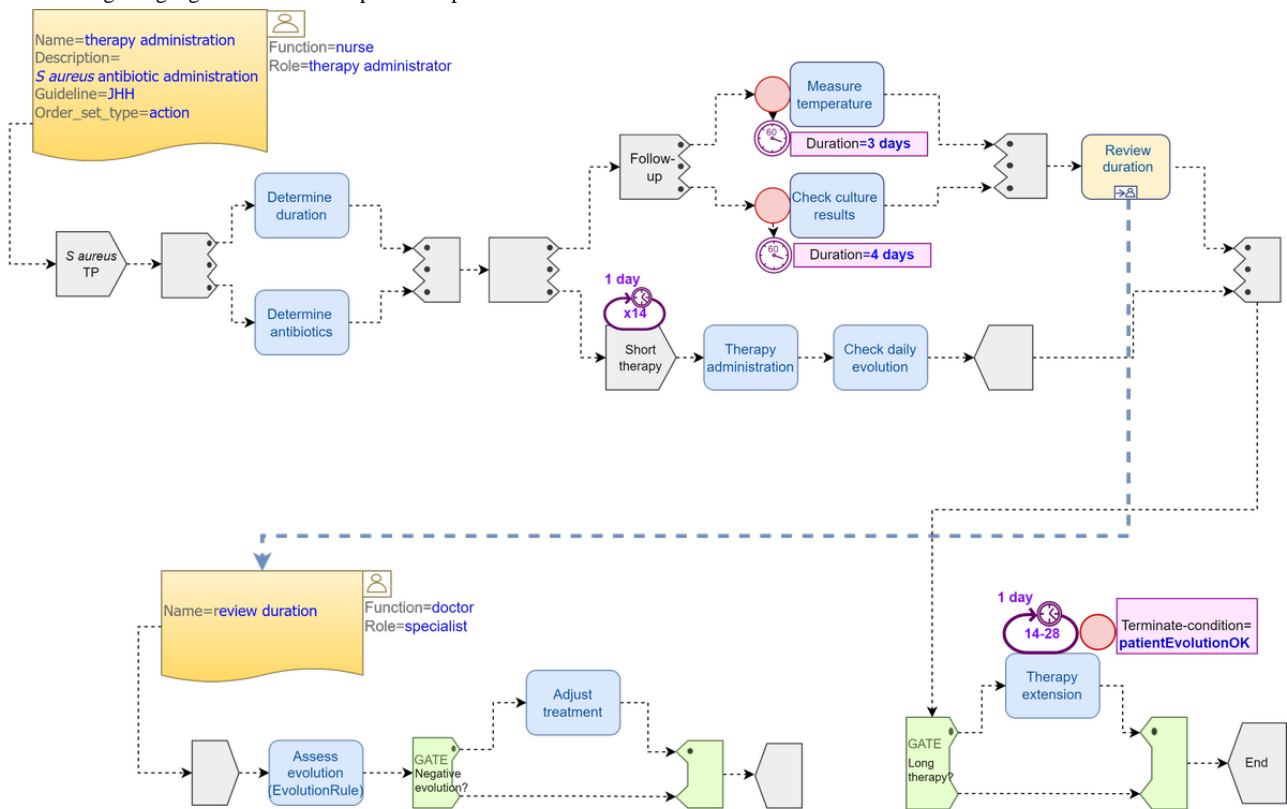 Name=therapy administration
Description=
S aureus antibiotic administration
Guideline=JHH
Order_set_type=action
Function=nurse
Role=therapy administrator
S aureus
TP
Determine
duration
Determine
antibiotics
Follow-
up
Measure
temperature
60
Duration=3 days
Check culture
results
60
Duration=4 days
Review
duration
1 day
x14
Short
therapy
Therapy
administration
Check daily
evolution
Name=review duration
Function=doctor
Role=specialist
Assess
evolution
(EvolutionRule)
GATE
Negative
evolution?
Adjust
treatment
1 day
14-28
Terminate-condition=
patientEvolutionOK
Therapy
extension
GATE
Long
therapy?
End